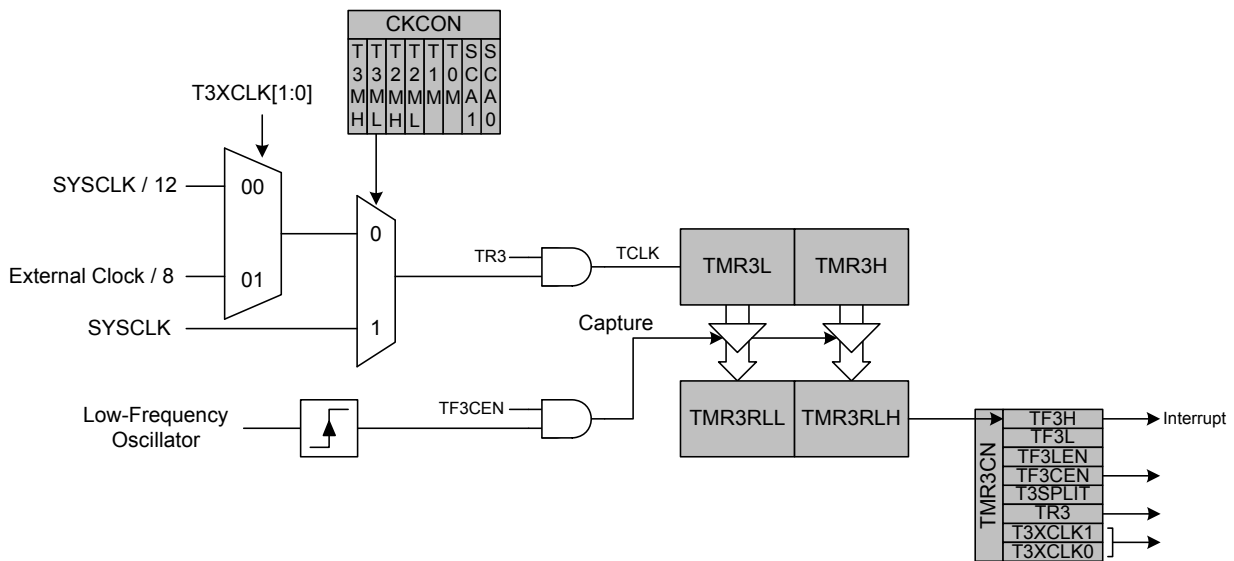 CKCON
T3MH
T3ML
T2MH
T2ML
T1M
T0M
SCA1
SCA0
T3XCLK[1:0]
SYSCLK / 12
00
0
External Clock / 8
01
SYSCLK
1
TR3
TCLK
TMR3L
TMR3H
Capture
Low-Frequency
Oscillator
TF3CEN
TMR3RLL
TMR3RLH
TMR3CN
TF3H
Interrupt
TF3L
TF3LEN
TF3CEN
T3SPLIT
TR3
T3XCLK1
T3XCLK0